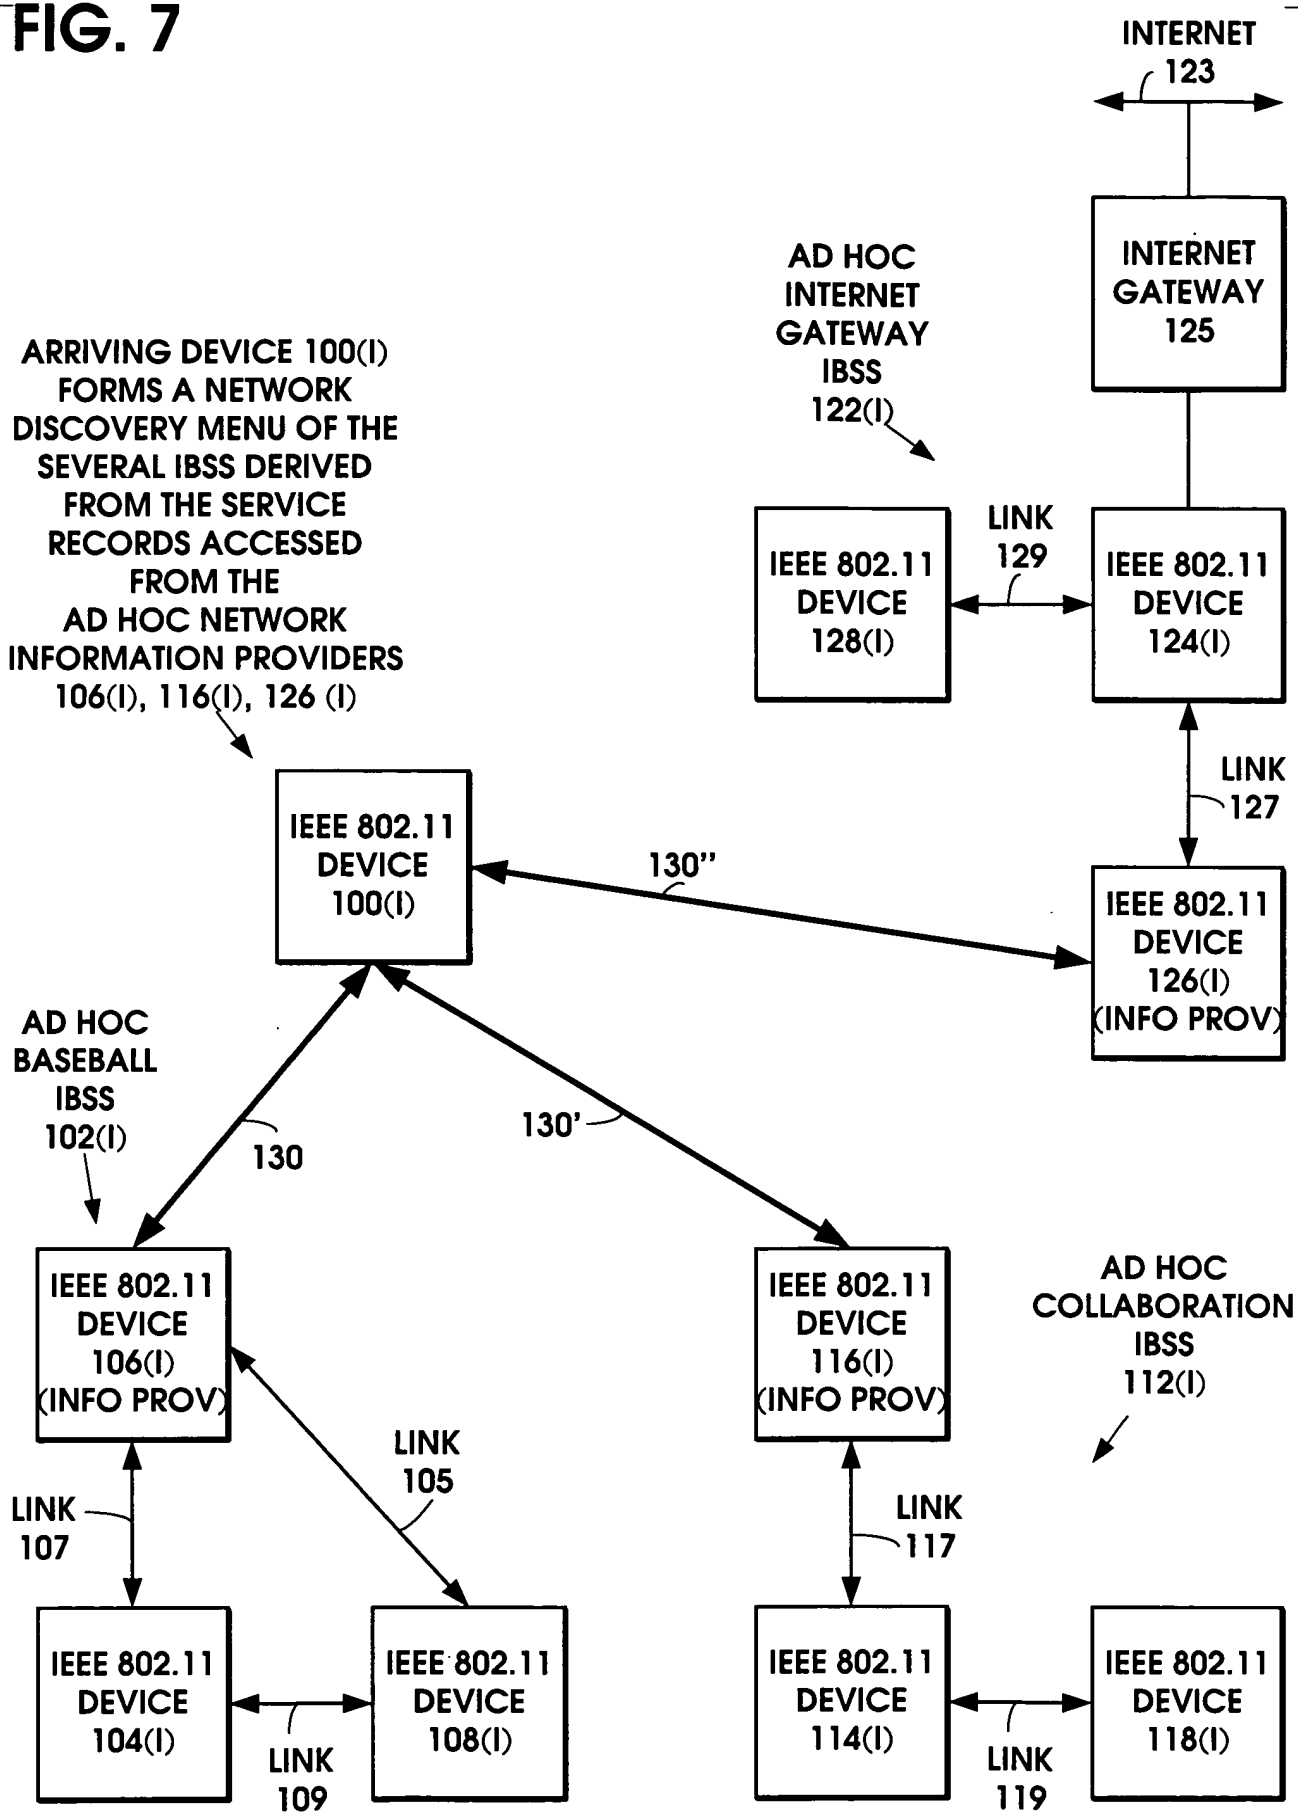 FIG. 7
INTERNET
123
INTERNET
GATEWAY
125
AD HOC
INTERNET
GATEWAY
IBSS
122(I)
ARRIVING DEVICE 100(I)
FORMS A NETWORK
DISCOVERY MENU OF THE
SEVERAL IBSS DERIVED
FROM THE SERVICE
RECORDS ACCESSED
FROM THE
AD HOC NETWORK
INFORMATION PROVIDERS
106(I), 116(I), 126 (I)
IEEE 802.11
DEVICE
128(I)
LINK
129
IEEE 802.11
DEVICE
124(I)
LINK
127
IEEE 802.11
DEVICE
100(I)
130''
IEEE 802.11
DEVICE
126(I)
(INFO PROV)
AD HOC
BASEBALL
IBSS
102(I)
130
130'
IEEE 802.11
DEVICE
106(I)
(INFO PROV)
IEEE 802.11
DEVICE
116(I)
(INFO PROV)
AD HOC
COLLABORATION
IBSS
112(I)
LINK
105
LINK
107
LINK
117
IEEE 802.11
DEVICE
104(I)
LINK
109
IEEE 802.11
DEVICE
108(I)
IEEE 802.11
DEVICE
114(I)
LINK
119
IEEE 802.11
DEVICE
118(I)